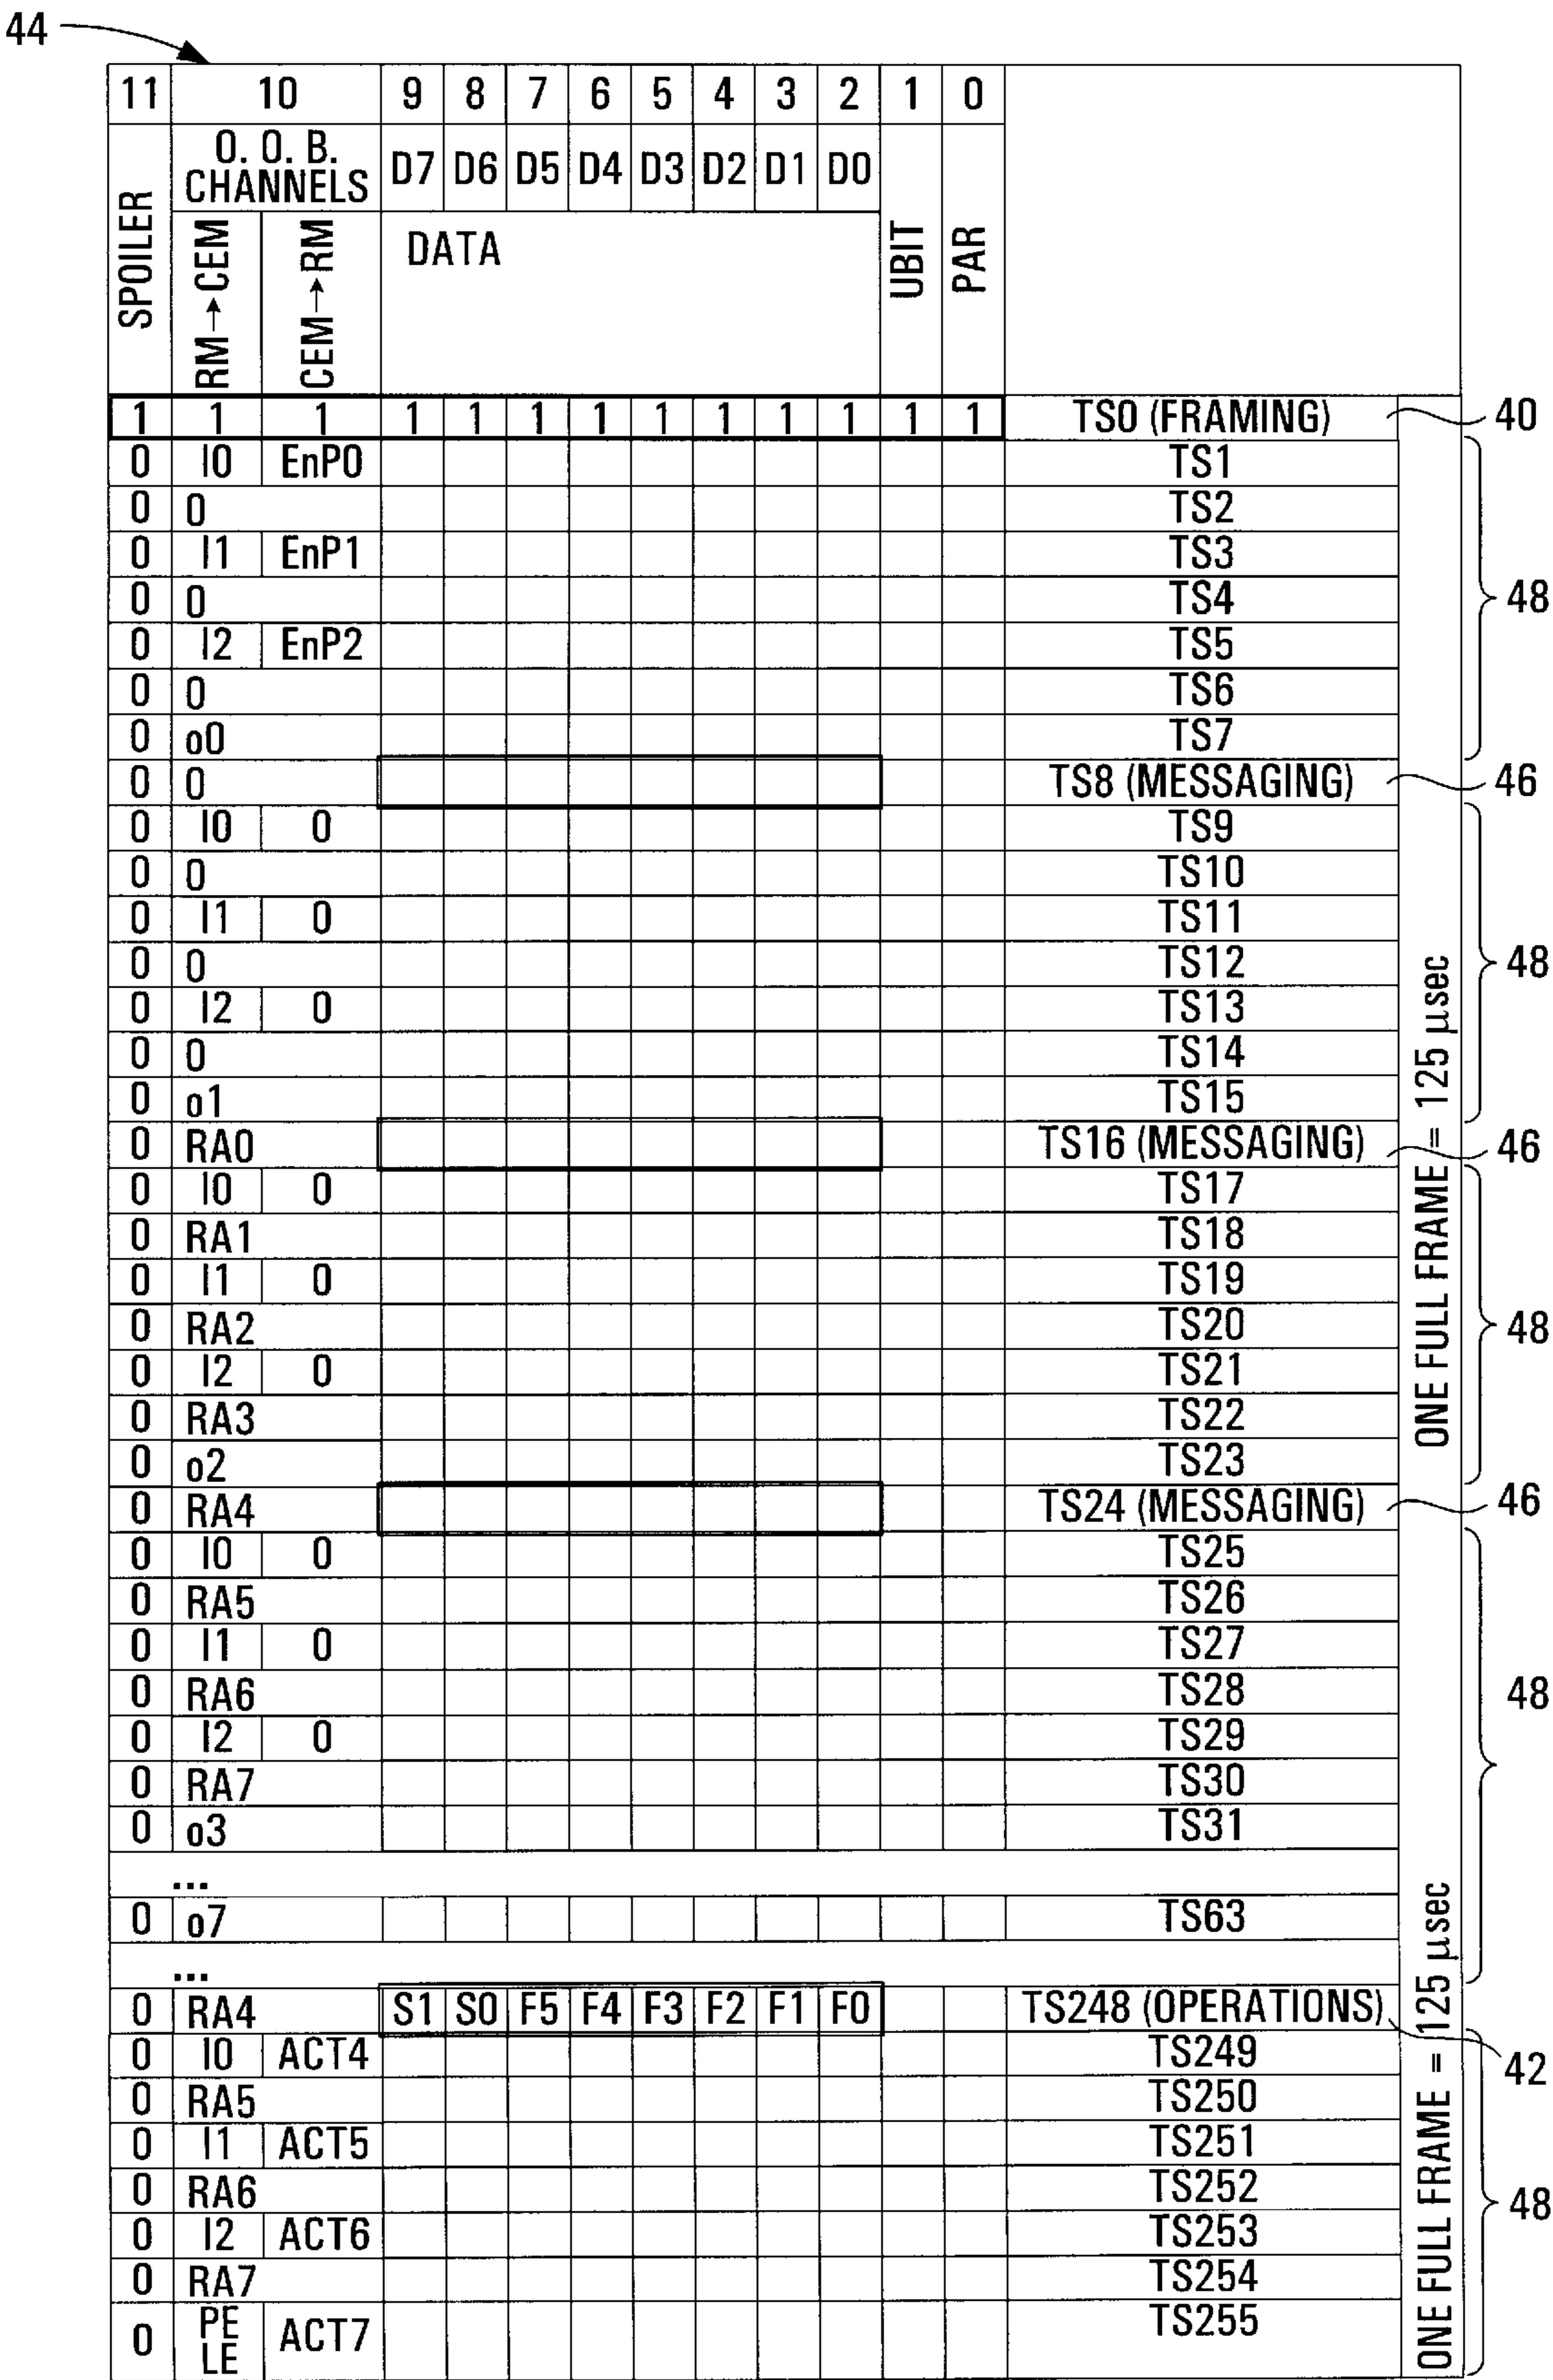 44
11 10 9 8 7 6 5 4 3 2 1 0
SPOILER O. O. B. CHANNELS D7 D6 D5 D4 D3 D2 D1 D0 UBIT PAR
RM→CEM CEM→RM DATA
1 1 1 1 1 1 1 1 1 1 1 1 1 TS0 (FRAMING) 40
0 I0 EnP0 TS1
0 0 TS2
0 I1 EnP1 TS3
0 0 TS4 48
0 I2 EnP2 TS5
0 0 TS6
0 o0 TS7
0 0 TS8 (MESSAGING) 46
0 I0 0 TS9
0 0 TS10
0 I1 0 TS11
0 0 TS12 48
0 I2 0 TS13
0 0 TS14
0 o1 TS15
0 RA0 TS16 (MESSAGING) 46
0 I0 0 TS17
0 RA1 TS18
0 I1 0 TS19
0 RA2 TS20 48
0 I2 0 TS21
0 RA3 TS22
0 o2 TS23
0 RA4 TS24 (MESSAGING) 46
0 I0 0 TS25
0 RA5 TS26
0 I1 0 TS27
0 RA6 TS28 48
0 I2 0 TS29
0 RA7 TS30
0 o3 TS31
...
0 o7 TS63
...
0 RA4 S1 S0 F5 F4 F3 F2 F1 F0 TS248 (OPERATIONS) 42
0 I0 ACT4 TS249
0 RA5 TS250
0 I1 ACT5 TS251
0 RA6 TS252 48
0 I2 ACT6 TS253
0 RA7 TS254
0 PE LE ACT7 TS255
ONE FULL FRAME = 125 µsec
ONE FULL FRAME = 125 µsec